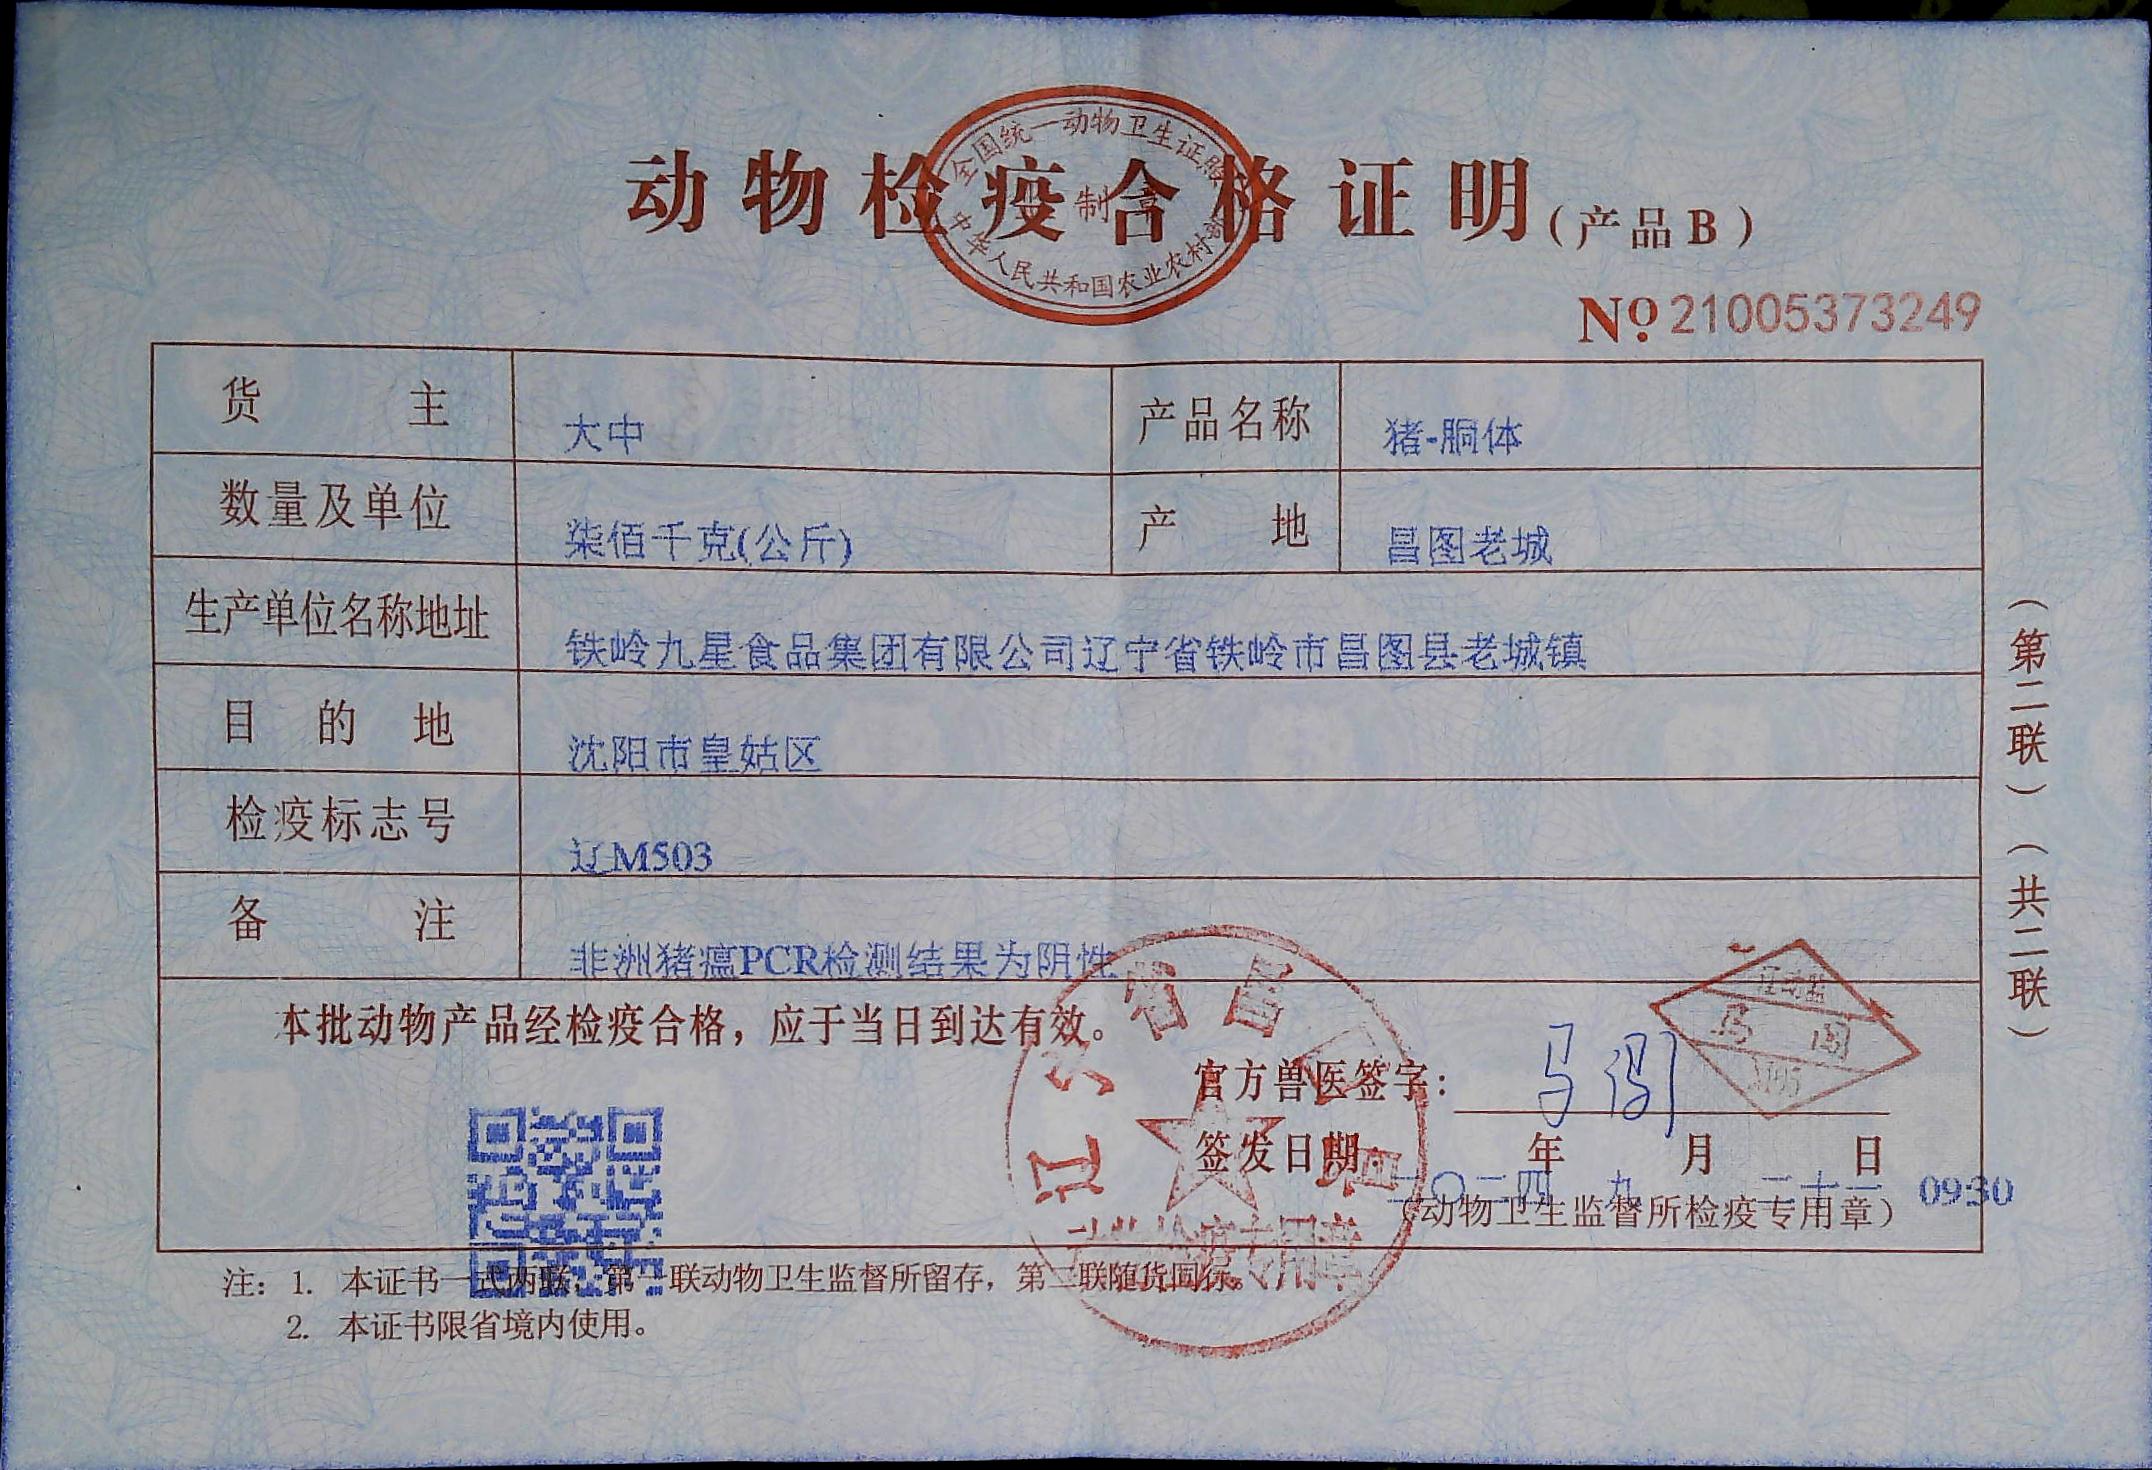 全国统一动物卫生证照
制 章
中华人民共和国农业农村部
动物检疫合格证明(产品B)
№ 21005373249
货主 大中 产品名称 猪-胴体
数量及单位 柒佰千克(公斤) 产地 昌图老城
生产单位名称地址 铁岭九星食品集团有限公司辽宁省铁岭市昌图县老城镇
目的地 沈阳市皇姑区
检疫标志号 辽M503
备注 非洲猪瘟PCR检测结果为阴性
本批动物产品经检疫合格，应于当日到达有效。
官方兽医签字：
签发日期： 二〇二四年 九月 二十二日 0930
(动物卫生监督所检疫专用章)
注：1. 本证书一式两联，第一联动物卫生监督所留存，第二联随货同行。
2. 本证书限省境内使用。
(第二联)(共二联)